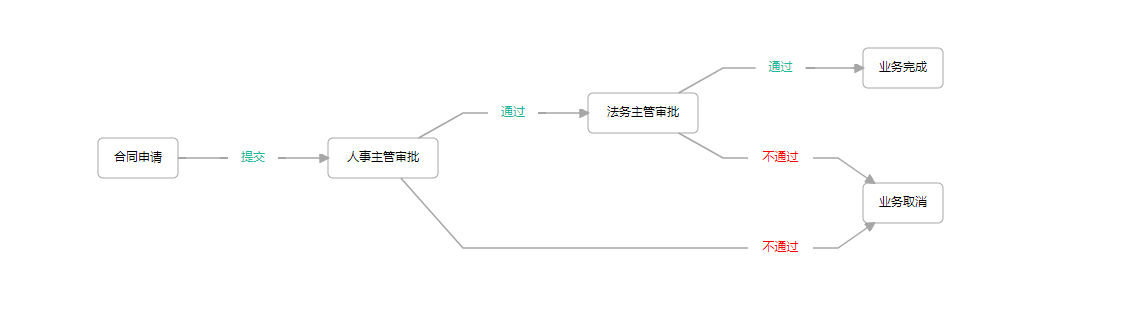 通过
业务完成
通过
法务主管审批
合同申请
提交
人事主管审批
不通过
业务取消
不通过